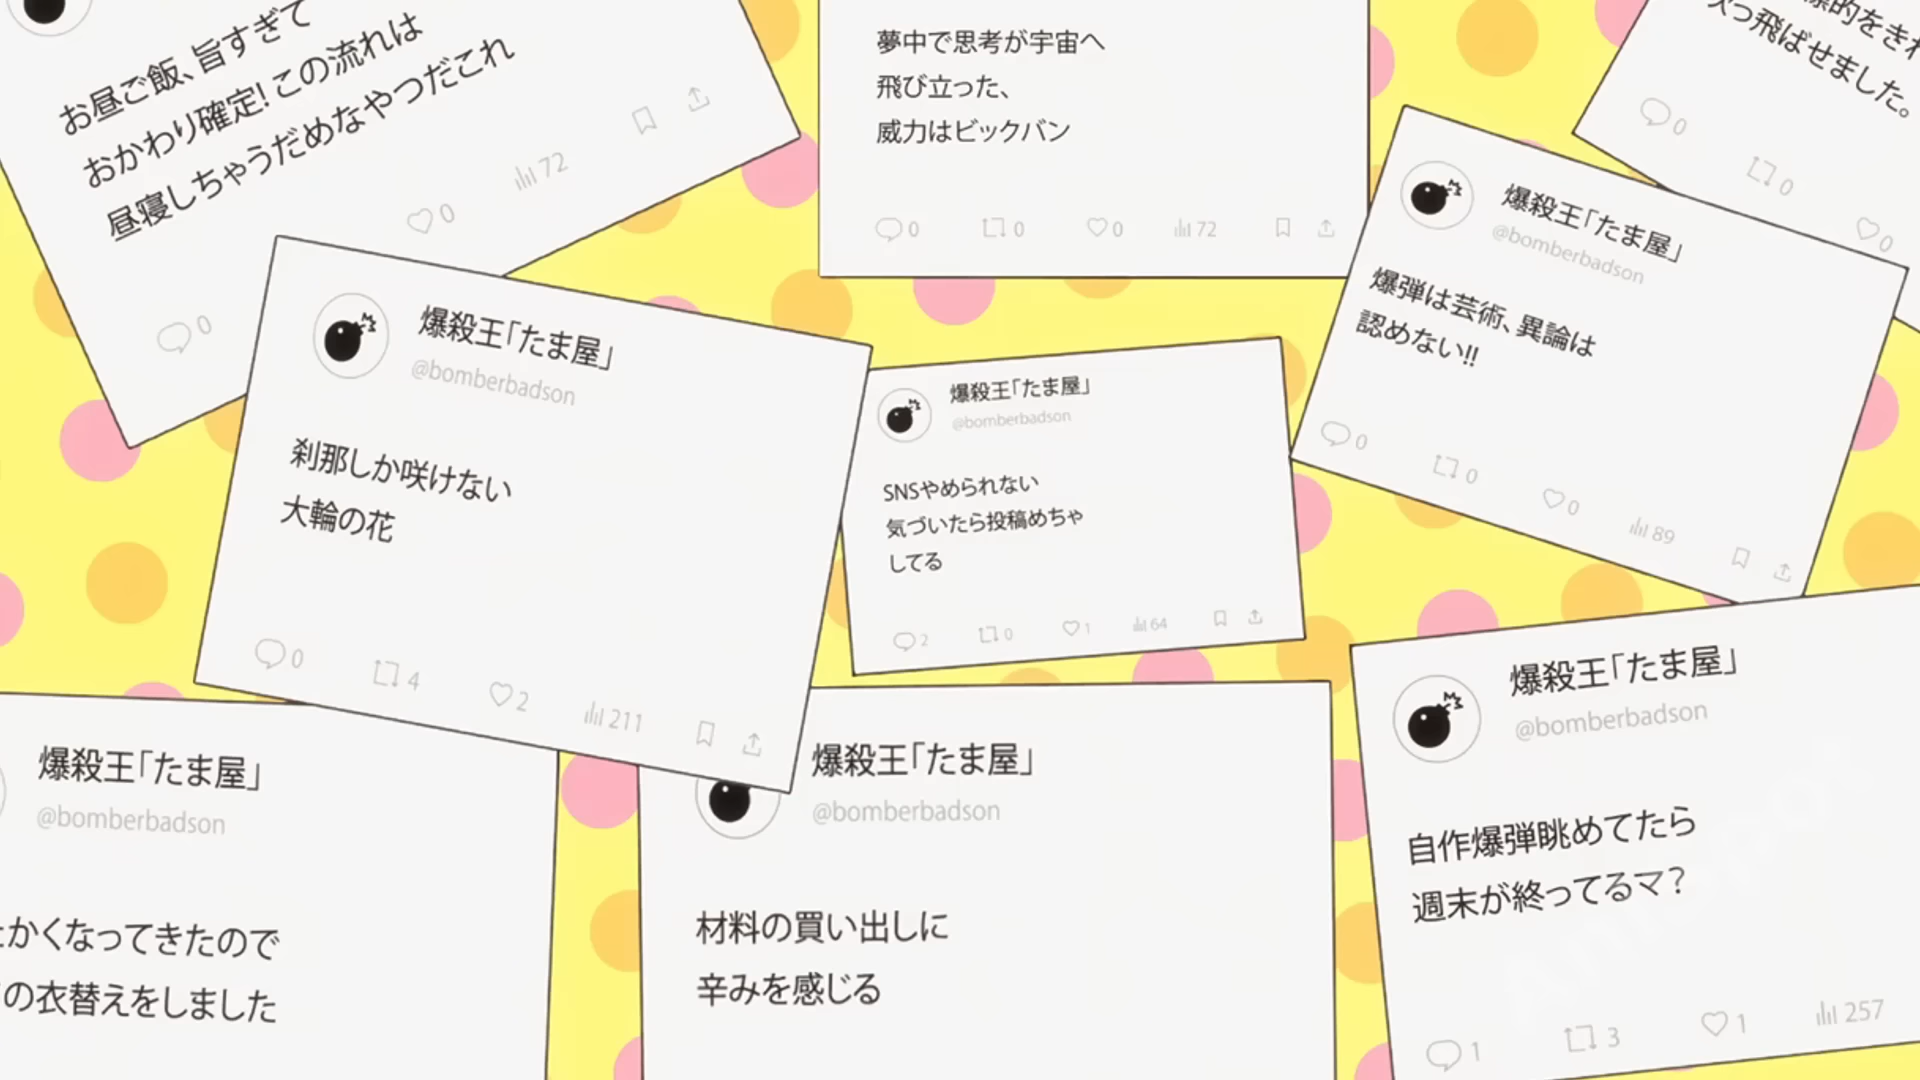 お昼ご飯、旨すぎて
おかわり確定!この流れは
昼寝しちゃうだめなやつだこれ
0
0
72
夢中で思考が宇宙へ
飛び立った、
威力はビックバン
0 0 0 72
つ飛ばせました。
0 0 0
爆殺王「たま屋」
@bomberbadson
爆弾は芸術、異論は
認めない!!
0 0 0 89
爆殺王「たま屋」
@bomberbadson
刹那しか咲けない
大輪の花
0 4 2 211
爆殺王「たま屋」
@bomberbadson
SNSやめられない
気づいたら投稿めちゃ
してる
2 0 1 64
爆殺王「たま屋」
@bomberbadson
かくなってきたので
の衣替えをしました
爆殺王「たま屋」
@bomberbadson
材料の買い出しに
辛みを感じる
爆殺王「たま屋」
@bomberbadson
自作爆弾眺めてたら
週末が終ってるマ?
1 3 1 257